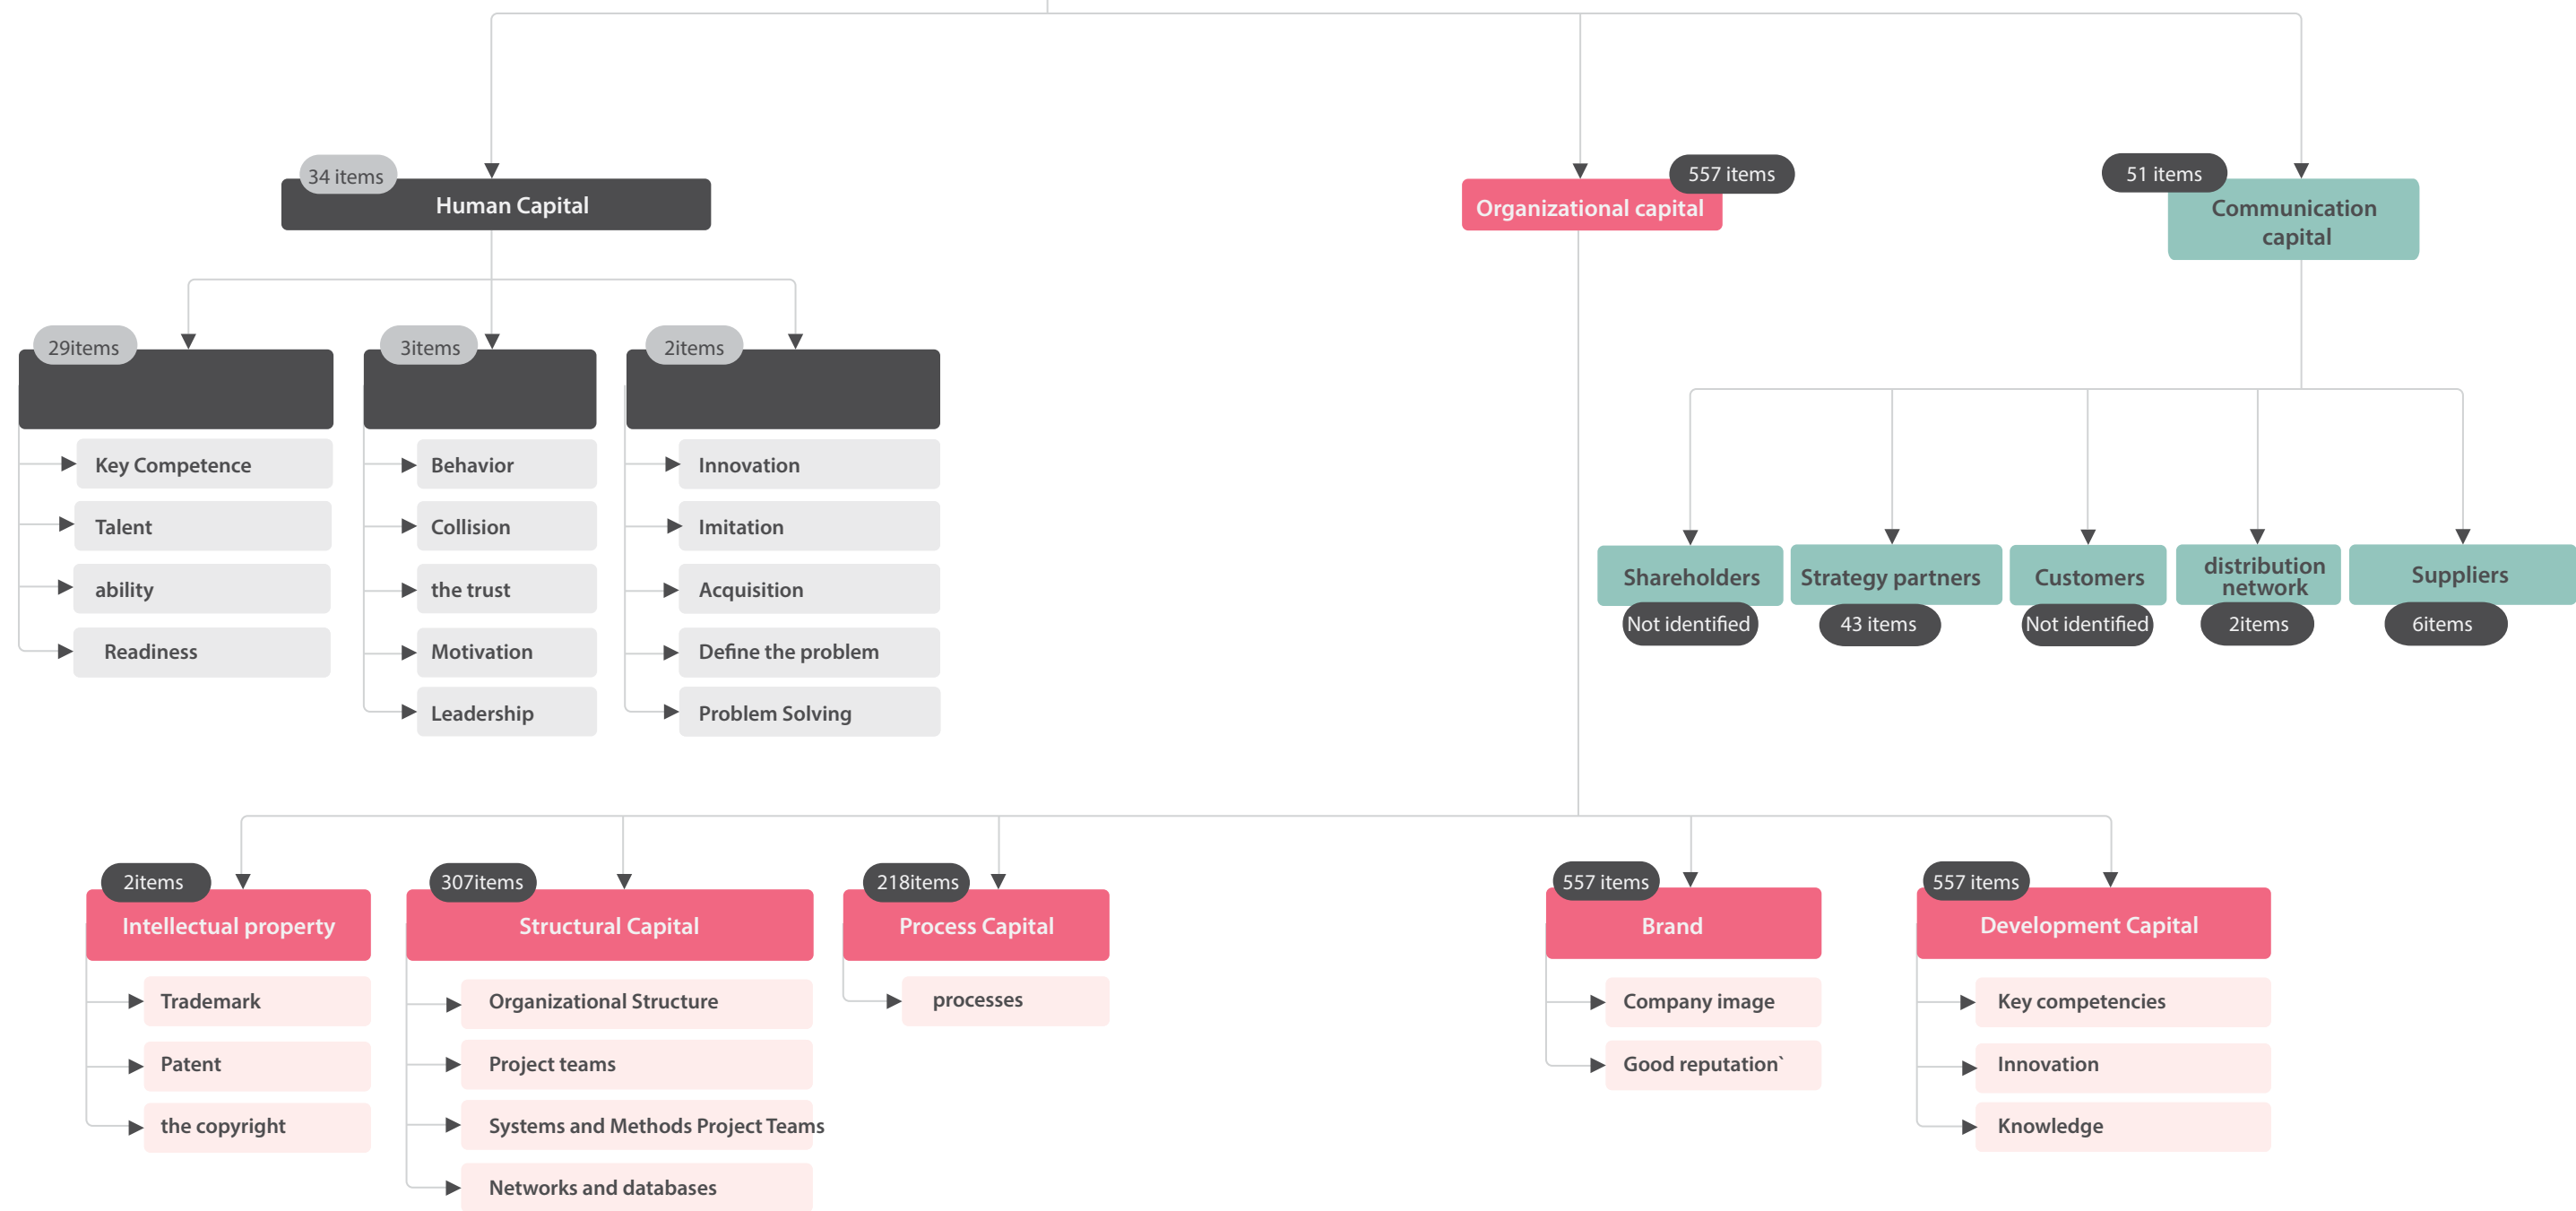 34 items
Human Capital
557 items
Organizational capital
51 items
Communication
capital
29items
3items
2items
Key Competence
Talent
ability
Readiness
Behavior
Collision
the trust
Motivation
Leadership
Innovation
Imitation
Acquisition
Define the problem
Problem Solving
Shareholders
Not identified
Strategy partners
43 items
Customers
Not identified
distribution
network
2items
Suppliers
6items
2items
Intellectual property
Trademark
Patent
the copyright
307items
Structural Capital
Organizational Structure
Project teams
Systems and Methods Project Teams
Networks and databases
218items
Process Capital
processes
557 items
Brand
Company image
Good reputation`
557 items
Development Capital
Key competencies
Innovation
Knowledge